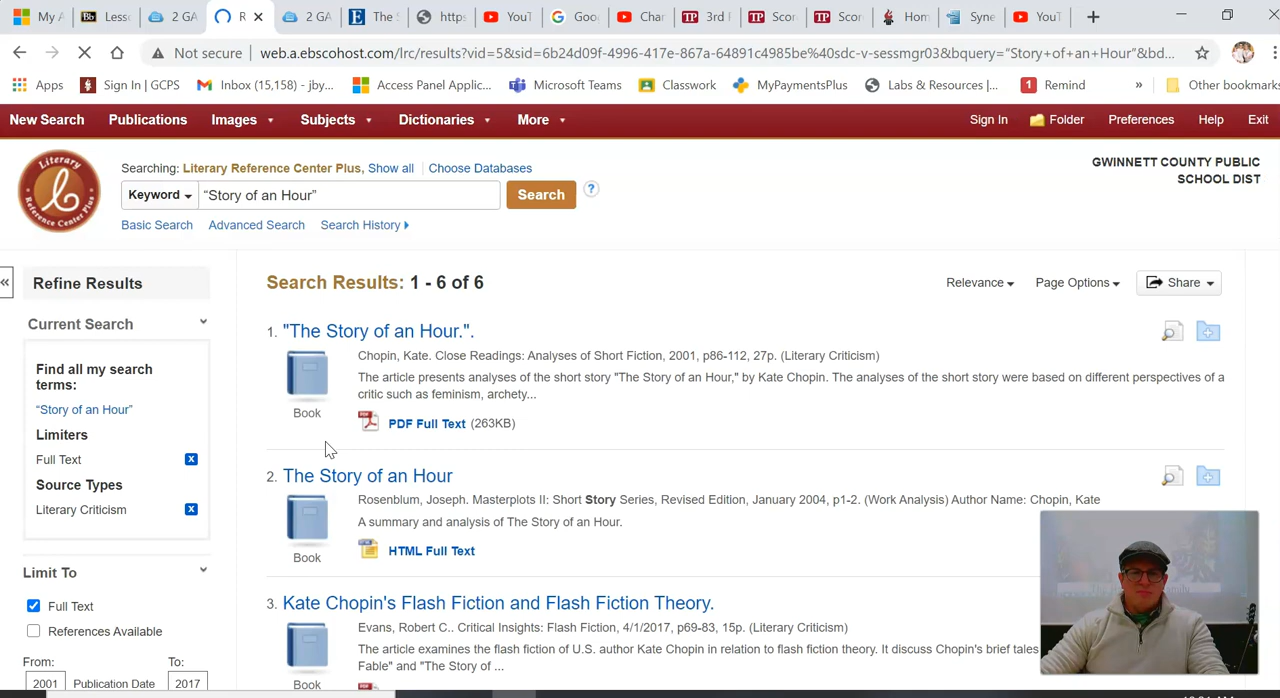 My A
Bb Less
2 GA
R
2 GA
E The S
https
YouT
G Goo
Char
TP 3rd
TP Scor
TP Scor
Hom
Syne
YouT
Not secure web.a.ebscohost.com/lrc/results?vid=5&sid=6b24d09f-4996-417e-867a-64891c4985be%40sdc-v-sessmgr03&bquery="Story+of+an+Hour"&bd...
Apps Sign In | GCPS Inbox (15,158) - jby... Access Panel Applic... Microsoft Teams Classwork MyPaymentsPlus Labs & Resources |... 1 Remind » Other bookmarks
New Search Publications Images Subjects Dictionaries More Sign In Folder Preferences Help Exit
Literary Reference Center Plus
Searching: Literary Reference Center Plus, Show all Choose Databases
GWINNETT COUNTY PUBLIC
SCHOOL DIST
Keyword “Story of an Hour” Search ?
Basic Search Advanced Search Search History
« Refine Results
Current Search
Find all my search
terms:
“Story of an Hour”
Limiters
Full Text x
Source Types
Literary Criticism x
Limit To
Full Text
References Available
From: To:
2001 Publication Date 2017
Search Results: 1 - 6 of 6 Relevance Page Options Share
1. "The Story of an Hour.".
Chopin, Kate. Close Readings: Analyses of Short Fiction, 2001, p86-112, 27p. (Literary Criticism)
The article presents analyses of the short story "The Story of an Hour," by Kate Chopin. The analyses of the short story were based on different perspectives of a
critic such as feminism, archety...
Book
PDF Full Text (263KB)
2. The Story of an Hour
Rosenblum, Joseph. Masterplots II: Short Story Series, Revised Edition, January 2004, p1-2. (Work Analysis) Author Name: Chopin, Kate
A summary and analysis of The Story of an Hour.
Book
HTML Full Text
3. Kate Chopin's Flash Fiction and Flash Fiction Theory.
Evans, Robert C.. Critical Insights: Flash Fiction, 4/1/2017, p69-83, 15p. (Literary Criticism)
The article examines the flash fiction of U.S. author Kate Chopin in relation to flash fiction theory. It discuss Chopin's brief tales
Fable" and "The Story of ...
Book